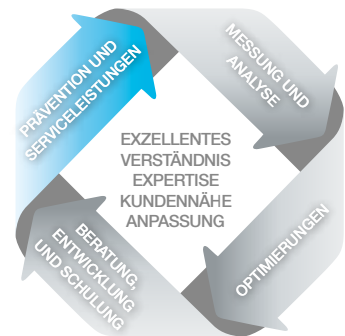 PRÄVENTION UND
SERVICELEISTUNGEN
MESSUNG UND
ANALYSE
EXZELLENTES
VERSTÄNDNIS
EXPERTISE
KUNDENNÄHE
ANPASSUNG
OPTIMIERUNGEN
BERATUNG,
ENTWICKLUNG
UND SCHULUNG